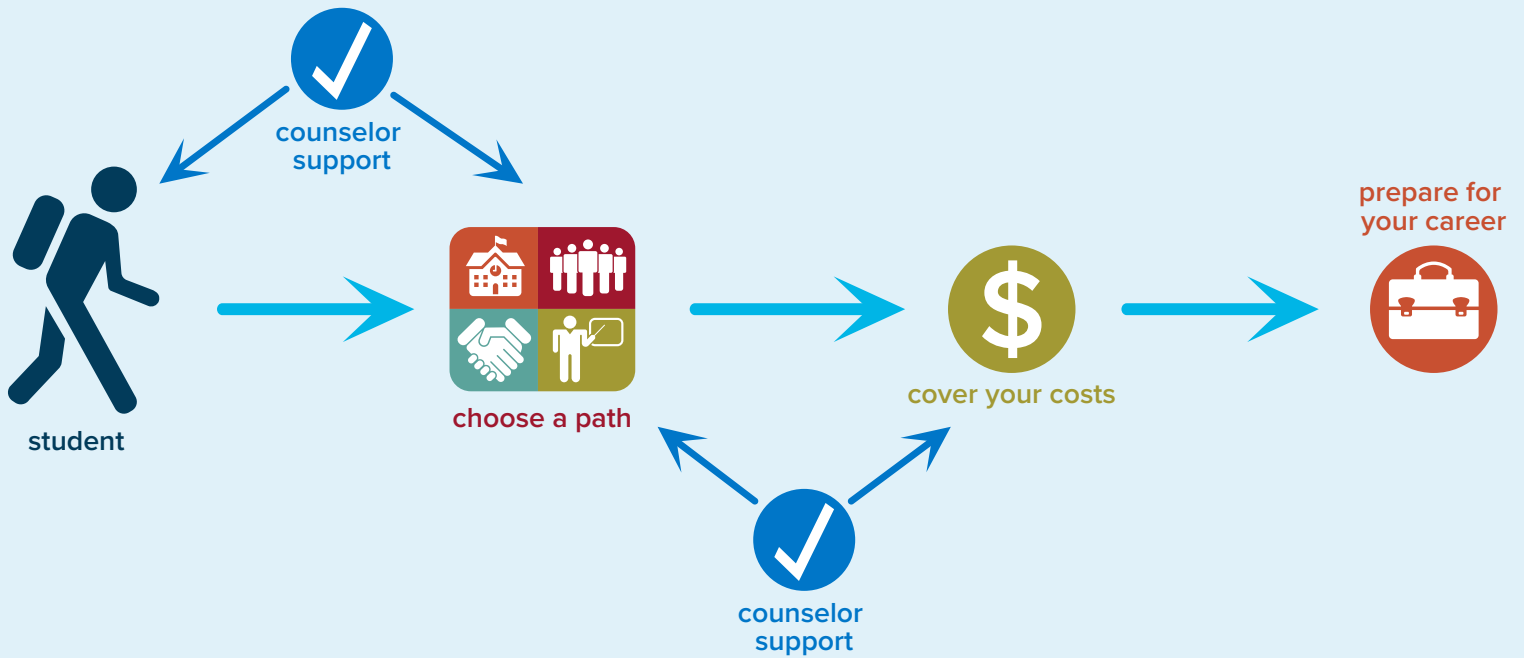 counselor
support
student
choose a path
cover your costs
prepare for
your career
counselor
support